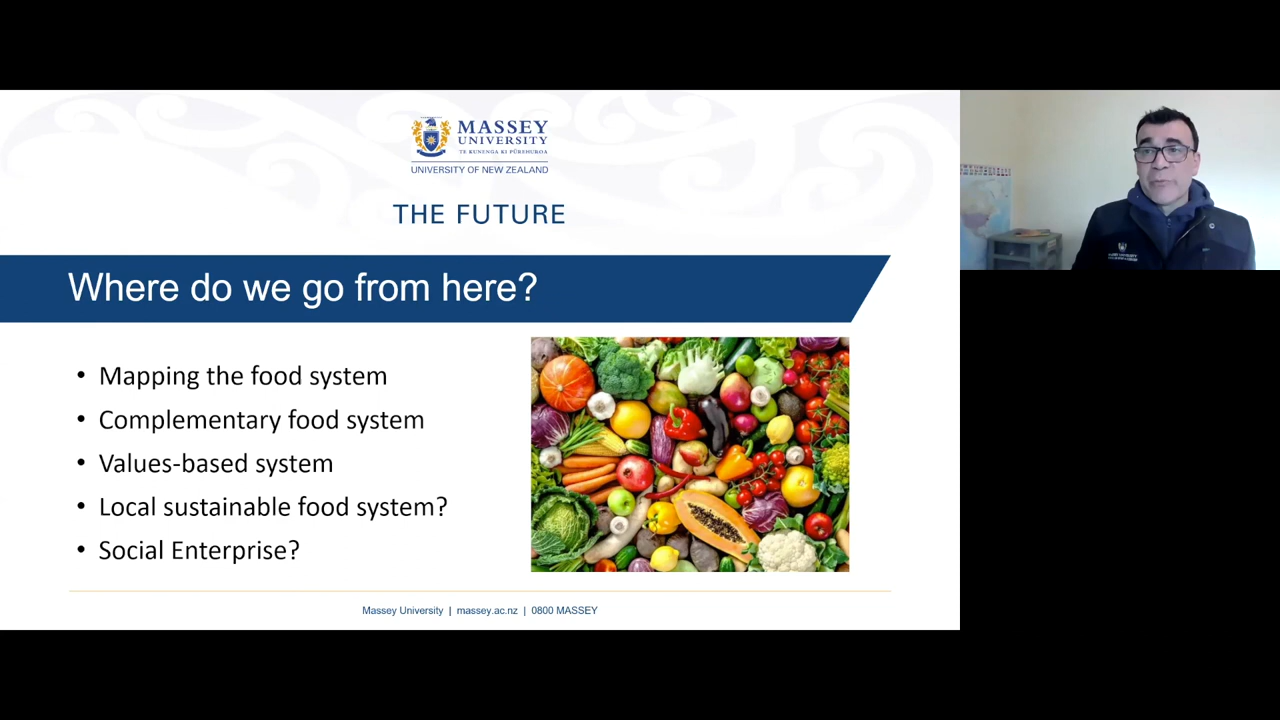 MASSEY
UNIVERSITY
TE KUNENGA KI PŪREHUROA
UNIVERSITY OF NEW ZEALAND
THE FUTURE
Where do we go from here?
• Mapping the food system
• Complementary food system
• Values-based system
• Local sustainable food system?
• Social Enterprise?
Massey University | massey.ac.nz | 0800 MASSEY
MASSEY UNIVERSITY